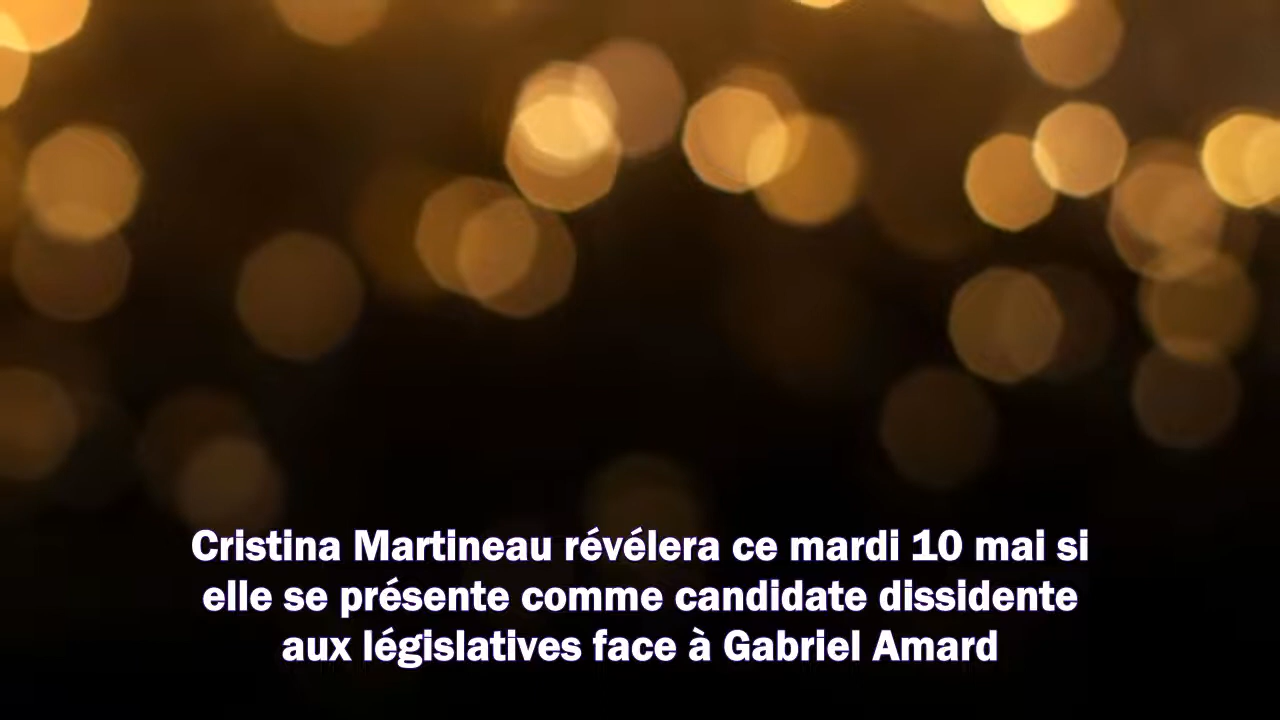 Cristina Martineau révélera ce mardi 10 mai si
elle se présente comme candidate dissidente
aux législatives face à Gabriel Amard